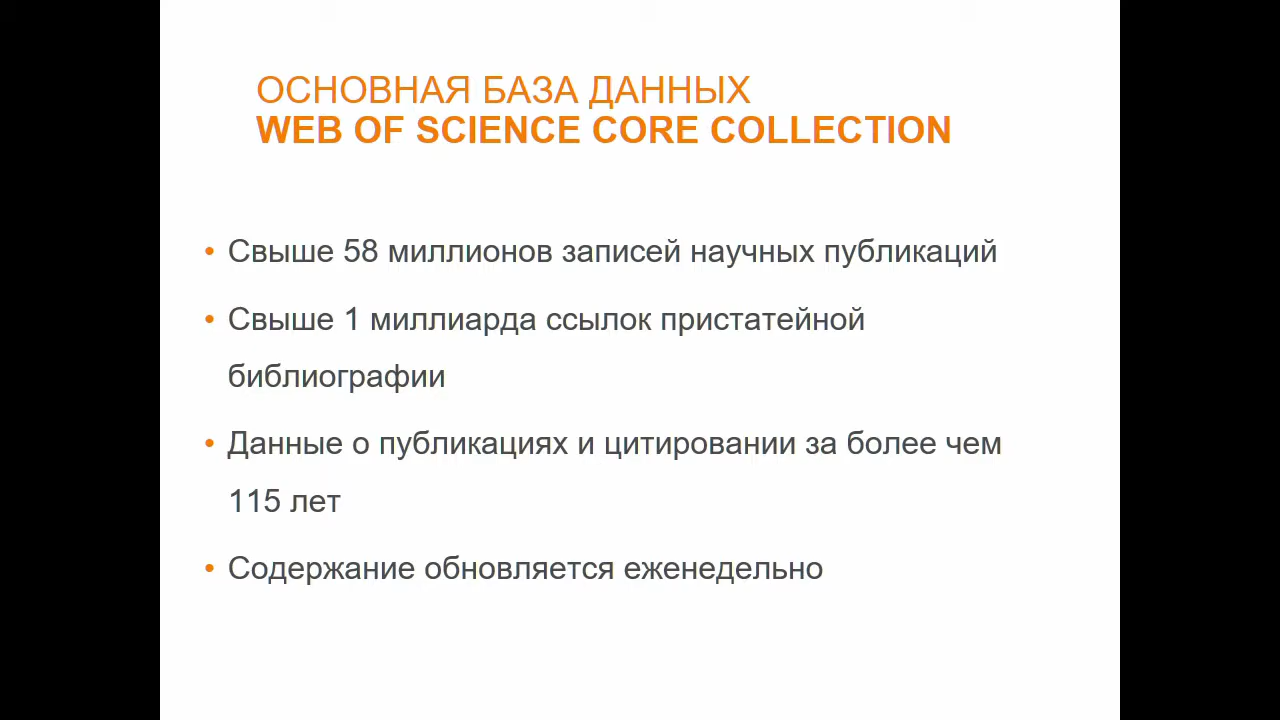 ОСНОВНАЯ БАЗА ДАННЫХ
WEB OF SCIENCE CORE COLLECTION
• Свыше 58 миллионов записей научных публикаций
• Свыше 1 миллиарда ссылок пристатейной
библиографии
• Данные о публикациях и цитировании за более чем
115 лет
• Содержание обновляется еженедельно